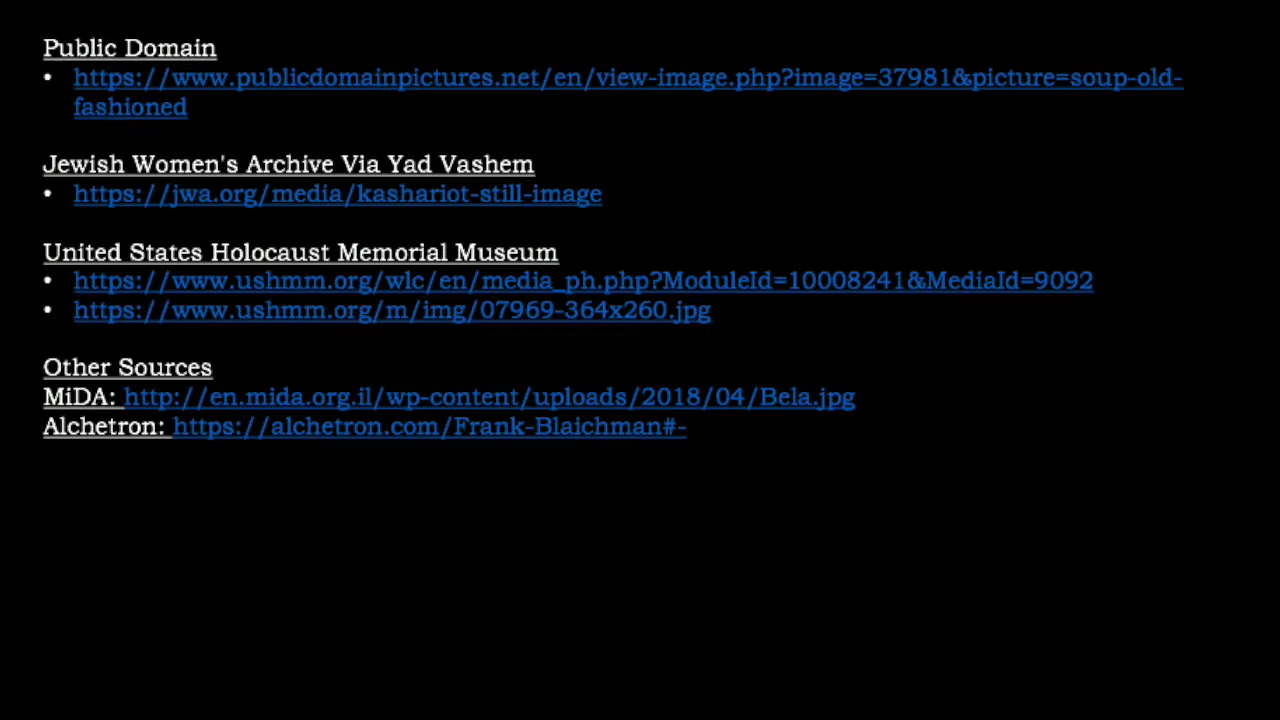 Public Domain
• https://www.publicdomainpictures.net/en/view-image.php?image=37981&picture=soup-old-
fashioned
Jewish Women's Archive Via Yad Vashem
• https://jwa.org/media/kashariot-still-image
United States Holocaust Memorial Museum
• https://www.ushmm.org/wlc/en/media_ph.php?ModuleId=10008241&MediaId=9092
• https://www.ushmm.org/m/img/07969-364x260.jpg
Other Sources
MiDA: http://en.mida.org.il/wp-content/uploads/2018/04/Bela.jpg
Alchetron: https://alchetron.com/Frank-Blaichman#-